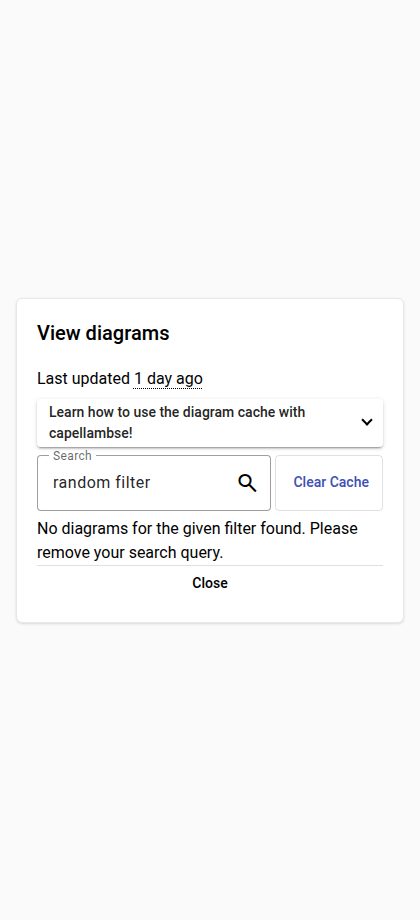 View diagrams
Last updated 1 day ago
Learn how to use the diagram cache with
capellambse!
Search
random filter
Clear Cache
No diagrams for the given filter found. Please
remove your search query.
Close